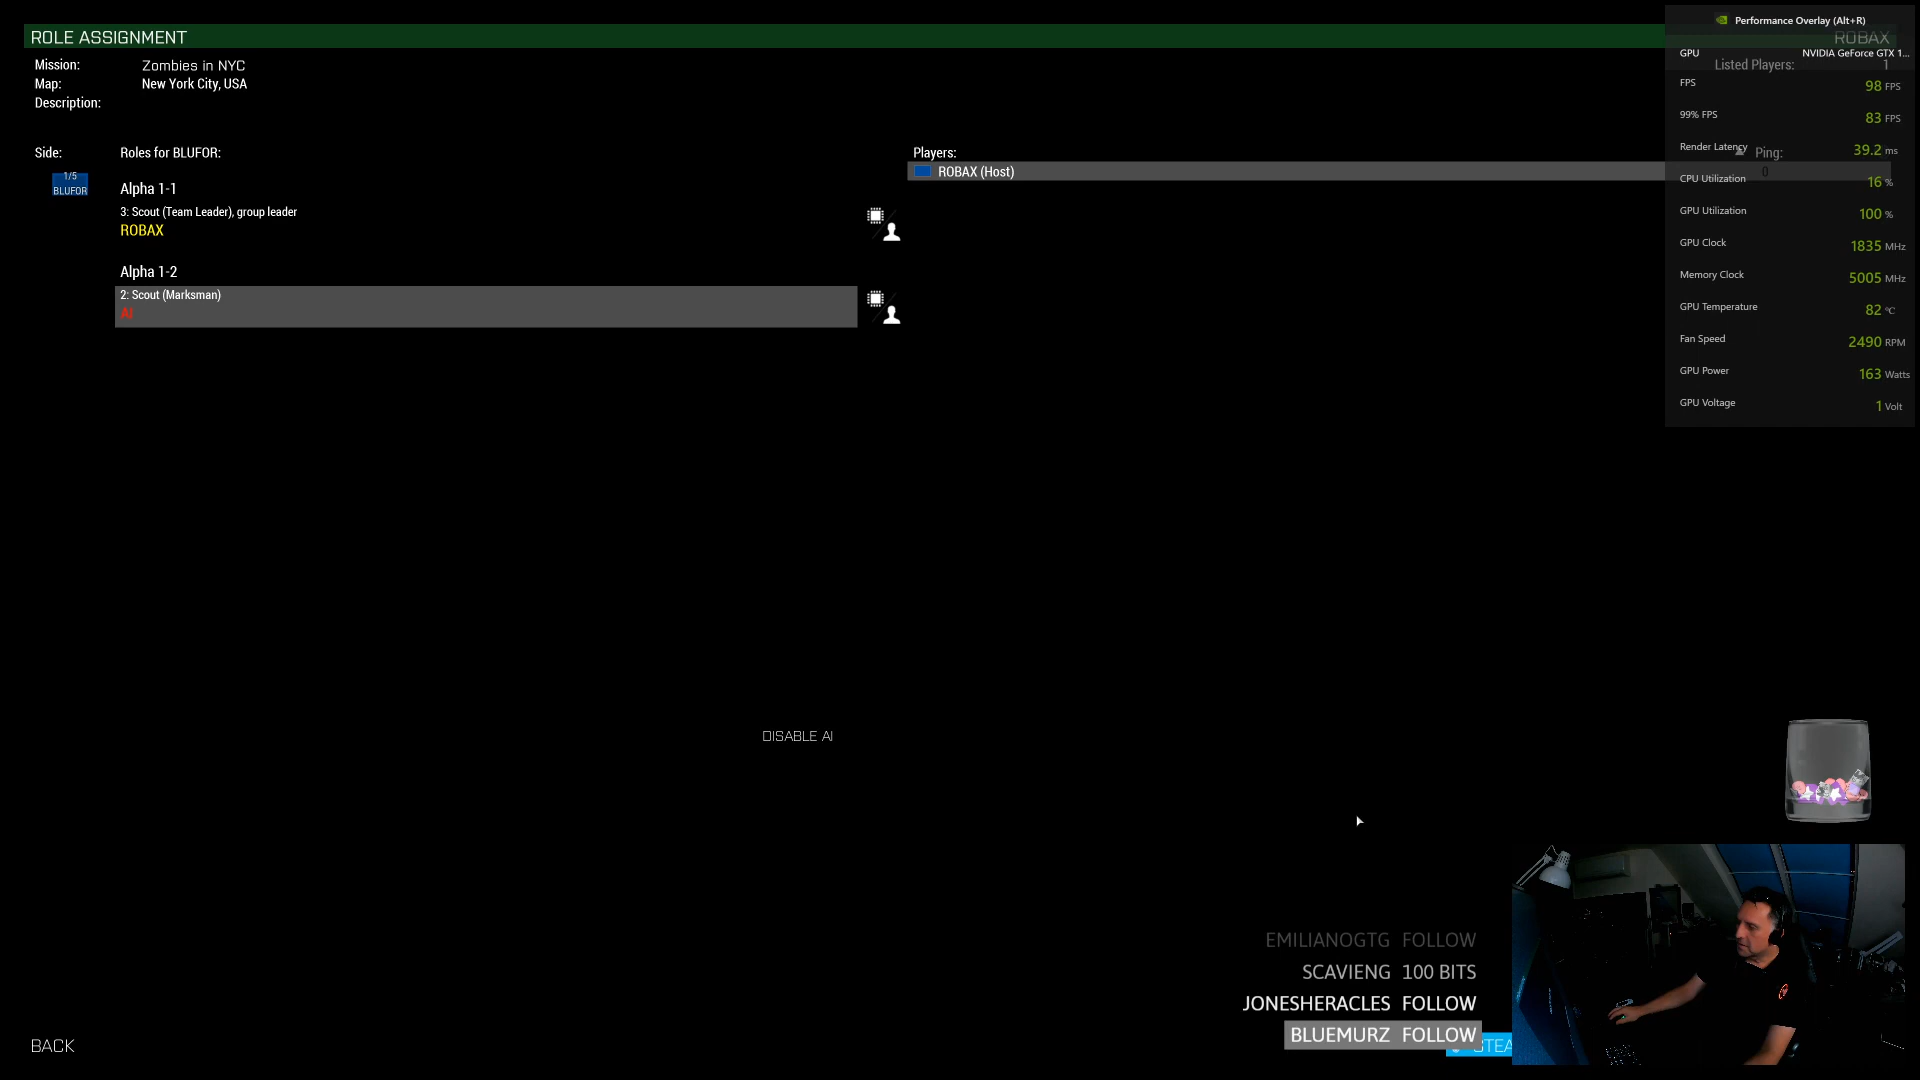 ROLE ASSIGNMENT
ROBAX
Mission: Zombies in NYC
Map: New York City, USA
Description:
Listed Players: 1
Side:
1/5
BLUFOR
Roles for BLUFOR:
Alpha 1-1
3: Scout (Team Leader), group leader
ROBAX
Alpha 1-2
2: Scout (Marksman)
AI
Players:
Ping:
ROBAX (Host)
0
Performance Overlay (Alt+R)
GPU NVIDIA GeForce GTX 1...
FPS 98 FPS
99% FPS 83 FPS
Render Latency 39.2 ms
CPU Utilization 16 %
GPU Utilization 100 %
GPU Clock 1835 MHz
Memory Clock 5005 MHz
GPU Temperature 82 °C
Fan Speed 2490 RPM
GPU Power 163 Watts
GPU Voltage 1 Volt
DISABLE AI
EMILIANOGTG FOLLOW
SCAVIENG 100 BITS
JONESHERACLES FOLLOW
BLUEMURZ FOLLOW
STEA
BACK